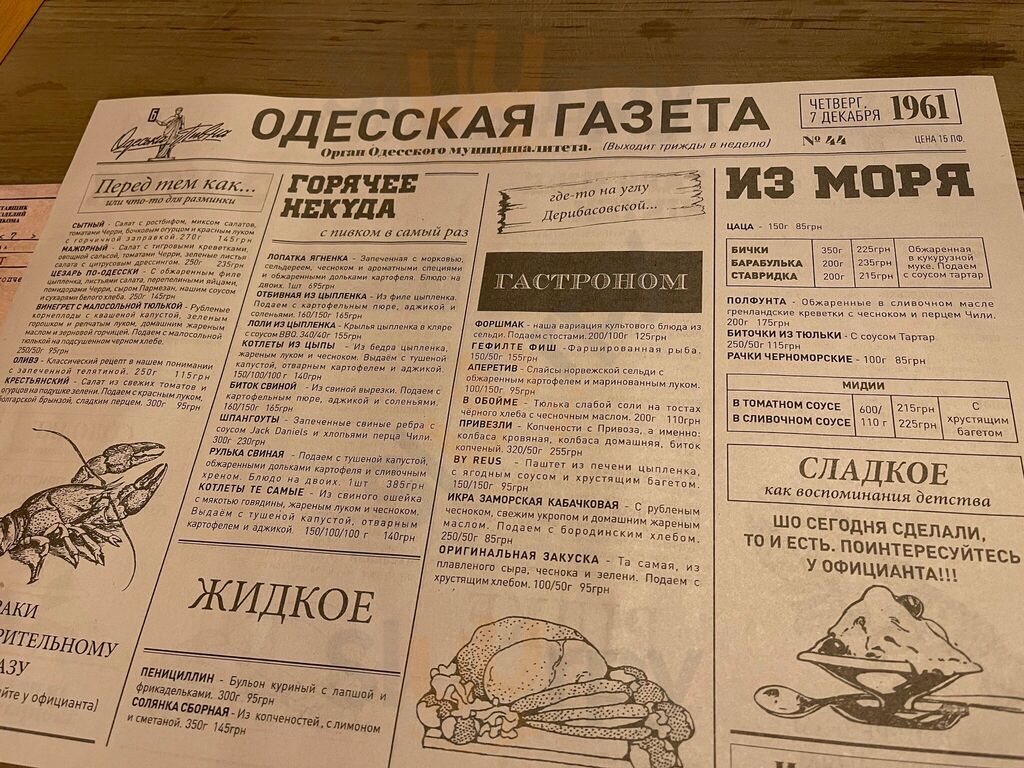 Одесская Пивная
ОДЕССКАЯ ГАЗЕТА
Орган Одесского муниципалитета. (Выходит трижды в неделю)
ЧЕТВЕРГ,
7 ДЕКАБРЯ 1961
№ 44 ЦЕНА 15 ПФ.
Перед тем как...
или что-то для разминки
СЫТНЫЙ - Салат с ростбифом, миксом салатов,
томатами Черри, бочковым огурцом и красным луком
с горчичной заправкой. 270г 145грн
МАЖОРНЫЙ - Салат с тигровыми креветками,
овощной сальсой, томатами Черри, зеленые листья
салата с цитрусовым дрессингом. 250г 235грн
ЦЕЗАРЬ ПО-ОДЕССКИ - С обжаренным филе
цыпленка, листьями салата, перепелиными яйцами,
помидорами Черри, сыром Пармезан, нашим соусом
и сухарями белого хлеба. 250г 145грн
ВИНЕГРЕТ С МАЛОСОЛЬНОЙ ТЮЛЬКОЙ - Рубленые
корнеплоды с квашеной капустой, зеленым
горошком и репчатым луком, домашним жареным
маслом и зерновой горчицей. Подаем с малосольной
тюлькой на подсушенном черном хлебе.
250/50г 95грн
ОЛИВЭ - Классический рецепт в нашем понимании
с запеченной телятиной. 250г 115грн
КРЕСТЬЯНСКИЙ - Салат из свежих томатов и
огурцов на подушке зелени. Подаем с красным луком,
болгарской брынзой, сладким перцем. 300г 95грн
РАКИ
АЗУ
у официанта)
ГОРЯЧЕЕ
НЕКУДА
с пивком в самый раз
ЛОПАТКА ЯГНЕНКА - Запеченная с морковью,
сельдереем, чесноком и ароматными специями
и обжаренными дольками картофеля. Блюдо на
двоих. 1шт 695грн
ОТБИВНАЯ ИЗ ЦЫПЛЕНКА - Из филе цыпленка.
Подаем с картофельным пюре, аджикой и
соленьями. 160/150г 165грн
ЛОЛИ ИЗ ЦЫПЛЕНКА - Крылья цыпленка в кляре
с соусом BBQ. 340/60г 155грн
КОТЛЕТЫ ИЗ ЦЫПЫ - Из бедра цыпленка,
жареным луком и чесноком. Выдаём с тушеной
капустой, отварным картофелем и аджикой.
150/100/100 г 140грн
БИТОК СВИНОЙ - Из свиной вырезки. Подаем с
картофельным пюре, аджикой и соленьями.
160/150г 165грн
ШПАНГОУТЫ - Запеченные свиные ребра с
соусом Jack Daniels и хлопьями перца Чили.
300г 230грн
РУЛЬКА СВИНАЯ - Подаем с тушеной капустой,
обжаренными дольками картофеля и сливочным
хреном. Блюдо на двоих. 1шт 385грн
КОТЛЕТЫ ТЕ САМЫЕ - Из свиного ошейка
с мякотью говядины, жареным луком и чесноком.
Выдаём с тушеной капустой, отварным
картофелем и аджикой. 150/100/100 г 140грн
ЖИДКОЕ
ПЕНИЦИЛЛИН - Бульон куриный с лапшой и
фрикадельками. 300г 95грн
СОЛЯНКА СБОРНАЯ - Из копченостей, с лимоном
и сметаной. 350г 145грн
где-то на углу
Дерибасовской...
ГАСТРОНОМ
ФОРШМАК - наша вариация культового блюда из
сельди. Подаем с тостами. 200/100г 125грн
ГЕФИЛТЕ ФИШ -Фаршированная рыба.
150/50г 155грн
АПЕРЕТИВ - Слайсы норвежской сельди с
обжаренным картофелем и маринованным луком.
100/150г 95грн
В ОБОЙМЕ - Тюлька слабой соли на тостах
чёрного хлеба с чесночным маслом. 200г 110грн
ПРИВЕЗЛИ - Копчености с Привоза, а именно:
колбаса кровяная, колбаса домашняя, биток
копченый. 320/50г 255грн
BY REUS - Паштет из печени цыпленка,
с ягодным соусом и хрустящим багетом.
150/150г 95грн
ИКРА ЗАМОРСКАЯ КАБАЧКОВАЯ - С рубленым
чесноком, свежим укропом и домашним жареным
маслом. Подаем с бородинским хлебом.
250/50г 85грн
ОРИГИНАЛЬНАЯ ЗАКУСКА - Та самая, из
плавленого сыра, чеснока и зелени. Подаем с
хрустящим хлебом. 100/50г 95грн
ИЗ МОРЯ
ЦАЦА - 150г 85грн
БИЧКИ 350г 225грн
БАРАБУЛЬКА 200г 235грн
СТАВРИДКА 200г 215грн
Обжаренная
в кукурузной
муке. Подаем
с соусом тартар
ПОЛФУНТА - Обжаренные в сливочном масле
гренландские креветки с чесноком и перцем Чили.
200г 175грн
БИТОЧКИ ИЗ ТЮЛЬКИ - С соусом Тартар
250/50г 115грн
РАЧКИ ЧЕРНОМОРСКИЕ - 100г 85грн
МИДИИ
В ТОМАТНОМ СОУСЕ 600/ 215грн
В СЛИВОЧНОМ СОУСЕ 110 г 225грн
С
хрустящим
багетом
СЛАДКОЕ
как воспоминания детства
ШО СЕГОДНЯ СДЕЛАЛИ,
ТО И ЕСТЬ. ПОИНТЕРЕСУЙТЕСЬ
У ОФИЦИАНТА!!!